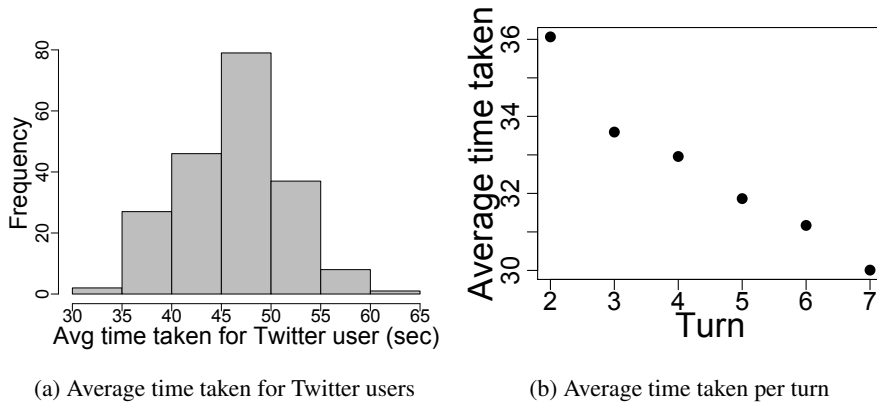 Frequency
0 20 40 60 80
30 35 40 45 50 55 60 65
Avg time taken for Twitter user (sec)
(a) Average time taken for Twitter users
Average time taken
30 32 34 36
2 3 4 5 6 7
Turn
(b) Average time taken per turn